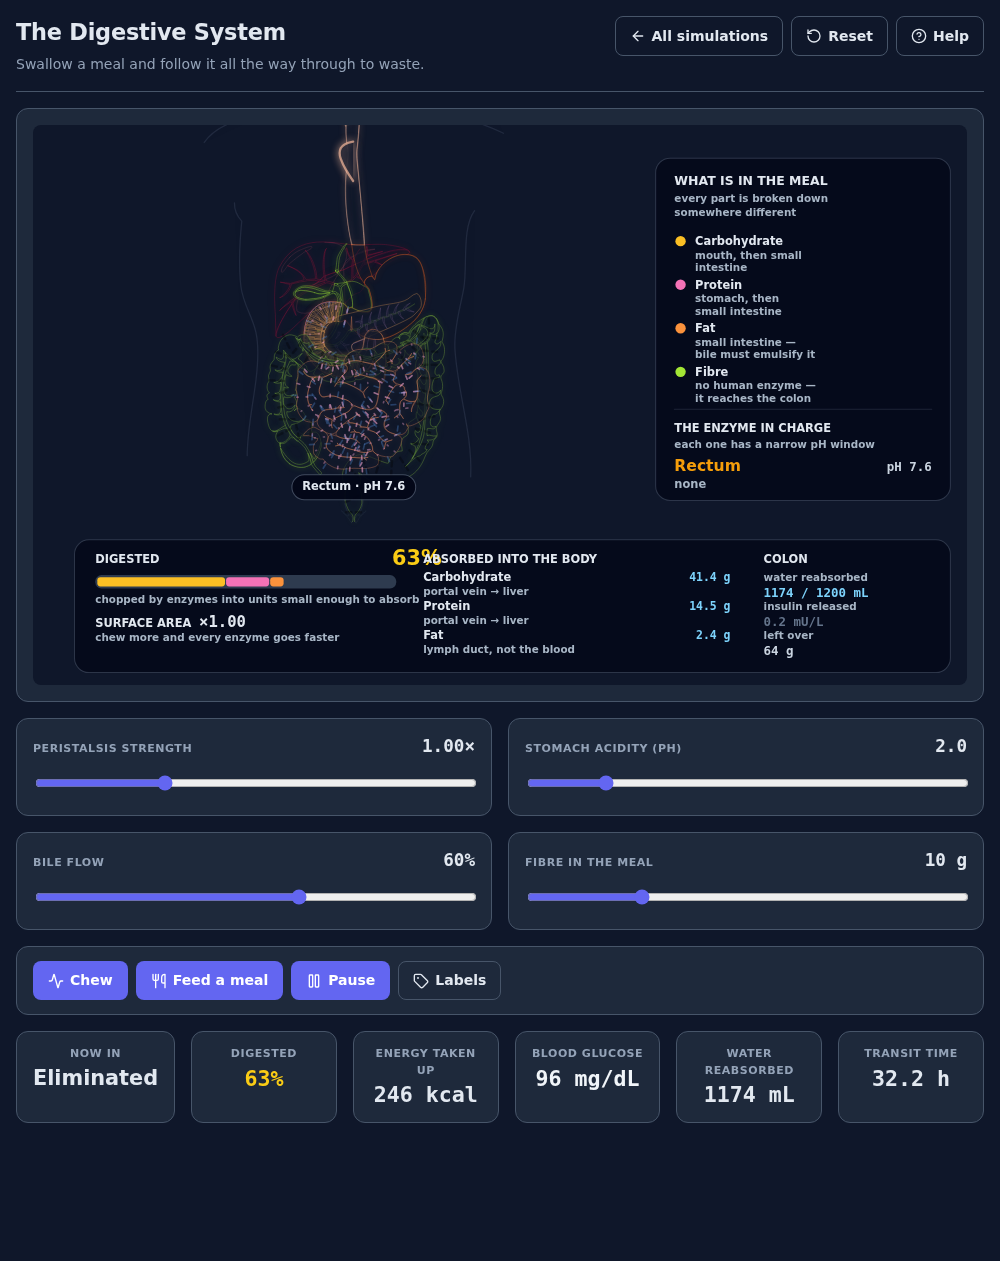 The Digestive System
Swallow a meal and follow it all the way through to waste.
All simulations
Reset
Help
WHAT IS IN THE MEAL
every part is broken down
somewhere different
Carbohydrate
mouth, then small
intestine
Protein
stomach, then
small intestine
Fat
small intestine —
bile must emulsify it
Fibre
no human enzyme —
it reaches the colon
THE ENZYME IN CHARGE
each one has a narrow pH window
Rectum pH 7.6
none
Rectum · pH 7.6
DIGESTED 63%
chopped by enzymes into units small enough to absorb
SURFACE AREA ×1.00
chew more and every enzyme goes faster
ABSORBED INTO THE BODY
Carbohydrate 41.4 g
portal vein → liver
Protein 14.5 g
portal vein → liver
Fat 2.4 g
lymph duct, not the blood
COLON
water reabsorbed
1174 / 1200 mL
insulin released
0.2 mU/L
left over
64 g
PERISTALSIS STRENGTH 1.00×
STOMACH ACIDITY (PH) 2.0
BILE FLOW 60%
FIBRE IN THE MEAL 10 g
Chew
Feed a meal
Pause
Labels
NOW IN
Eliminated
DIGESTED
63%
ENERGY TAKEN
UP
246 kcal
BLOOD GLUCOSE
96 mg/dL
WATER
REABSORBED
1174 mL
TRANSIT TIME
32.2 h